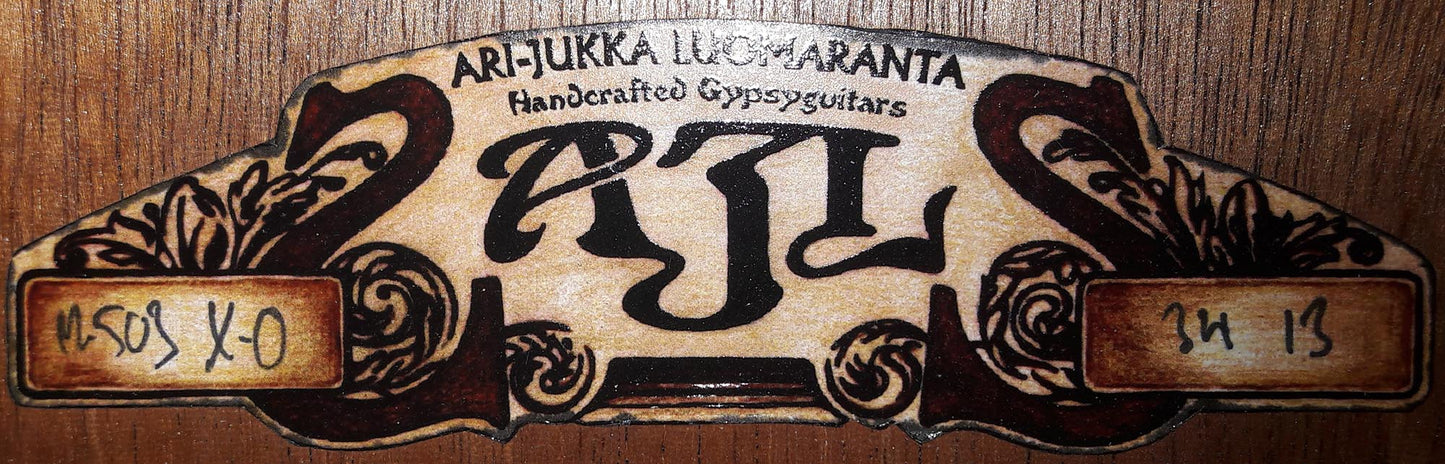 ARI-JUKKA LUOMARANTA
Handcrafted Gypsyguitars
AJL
M-503 X-O
34 13